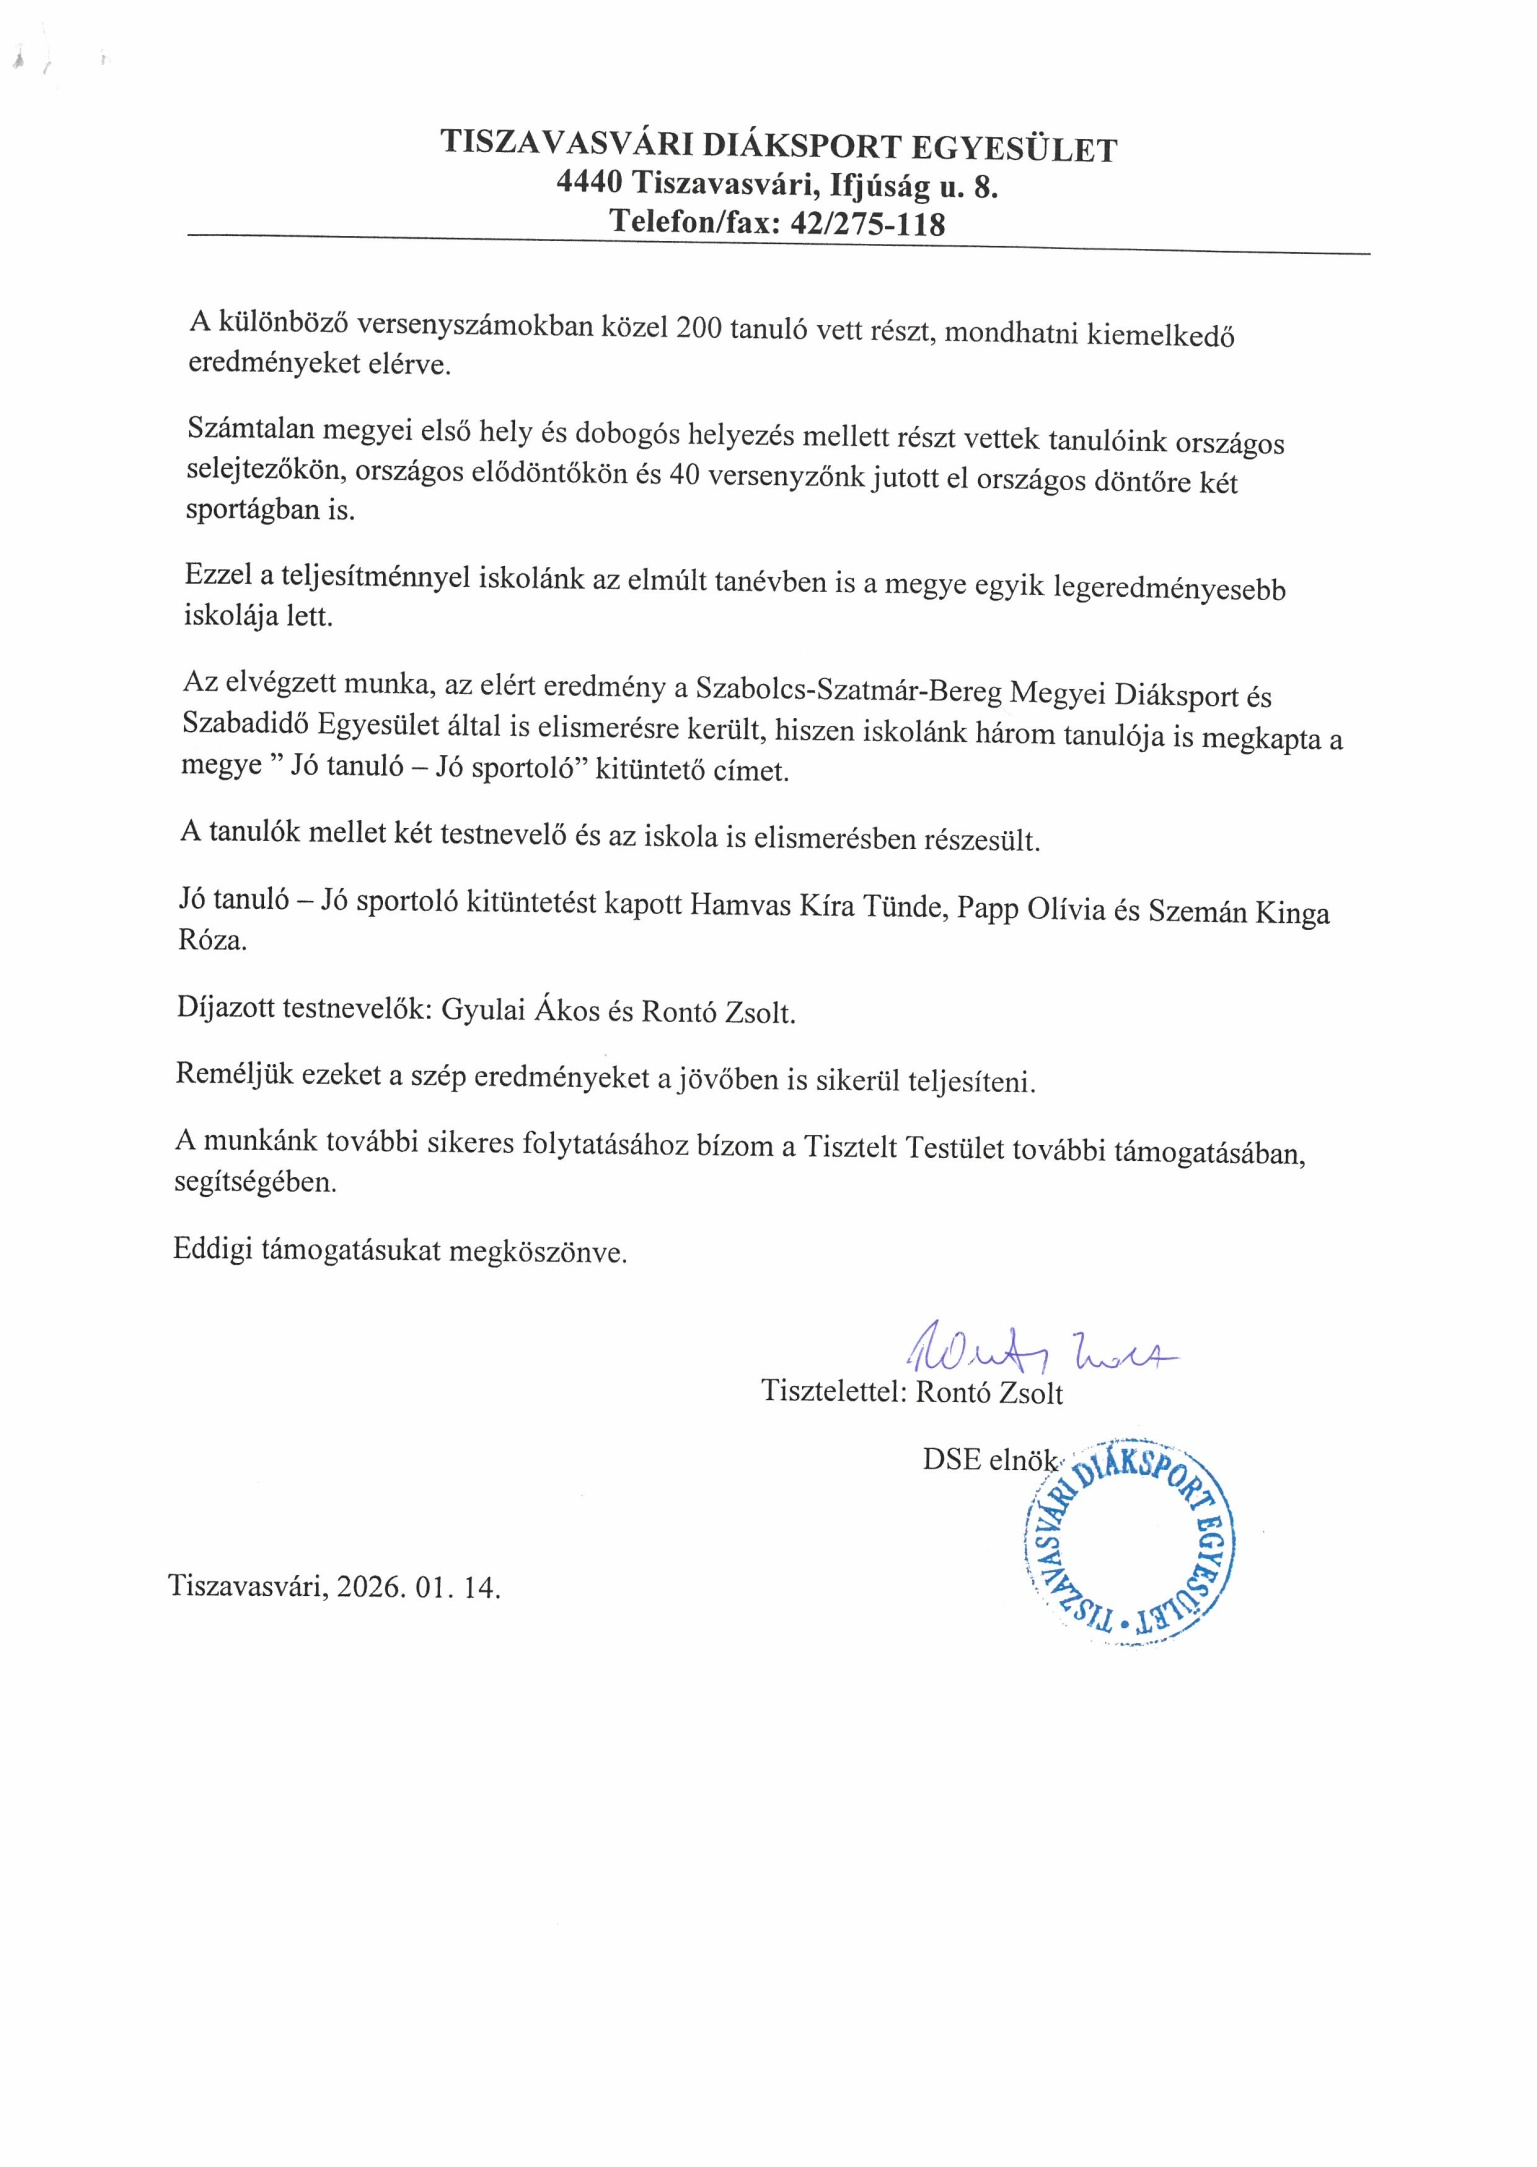 TISZAVASVÁRI DIÁKSPORT EGYESÜLET
4440 Tiszavasvári, Ifjúság u. 8.
Telefon/fax: 42/275-118
A különböző versenyszámokban közel 200 tanuló vett részt, mondhatni kiemelkedő
eredményeket elérve.
Számtalan megyei első hely és dobogós helyezés mellett részt vettek tanulóink országos
selejtezőkön, országos elődöntőkön és 40 versenyzőnk jutott el országos döntőre két
sportágban is.
Ezzel a teljesítménnyel iskolánk az elmúlt tanévben is a megye egyik legeredményesebb
iskolája lett.
Az elvégzett munka, az elért eredmény a Szabolcs-Szatmár-Bereg Megyei Diáksport és
Szabadidő Egyesület által is elismerésre került, hiszen iskolánk három tanulója is megkapta a
megye ” Jó tanuló – Jó sportoló” kitüntető címet.
A tanulók mellet két testnevelő és az iskola is elismerésben részesült.
Jó tanuló – Jó sportoló kitüntetést kapott Hamvas Kíra Tünde, Papp Olívia és Szemán Kinga
Róza.
Díjazott testnevelők: Gyulai Ákos és Rontó Zsolt.
Reméljük ezeket a szép eredményeket a jövőben is sikerül teljesíteni.
A munkánk további sikeres folytatásához bízom a Tisztelt Testület további támogatásában,
segítségében.
Eddigi támogatásukat megköszönve.
Rontó Zsolt
Tisztelettel: Rontó Zsolt
DSE elnök
TISZAVASVÁRI DIÁKSPORT EGYESÜLET •
Tiszavasvári, 2026. 01. 14.